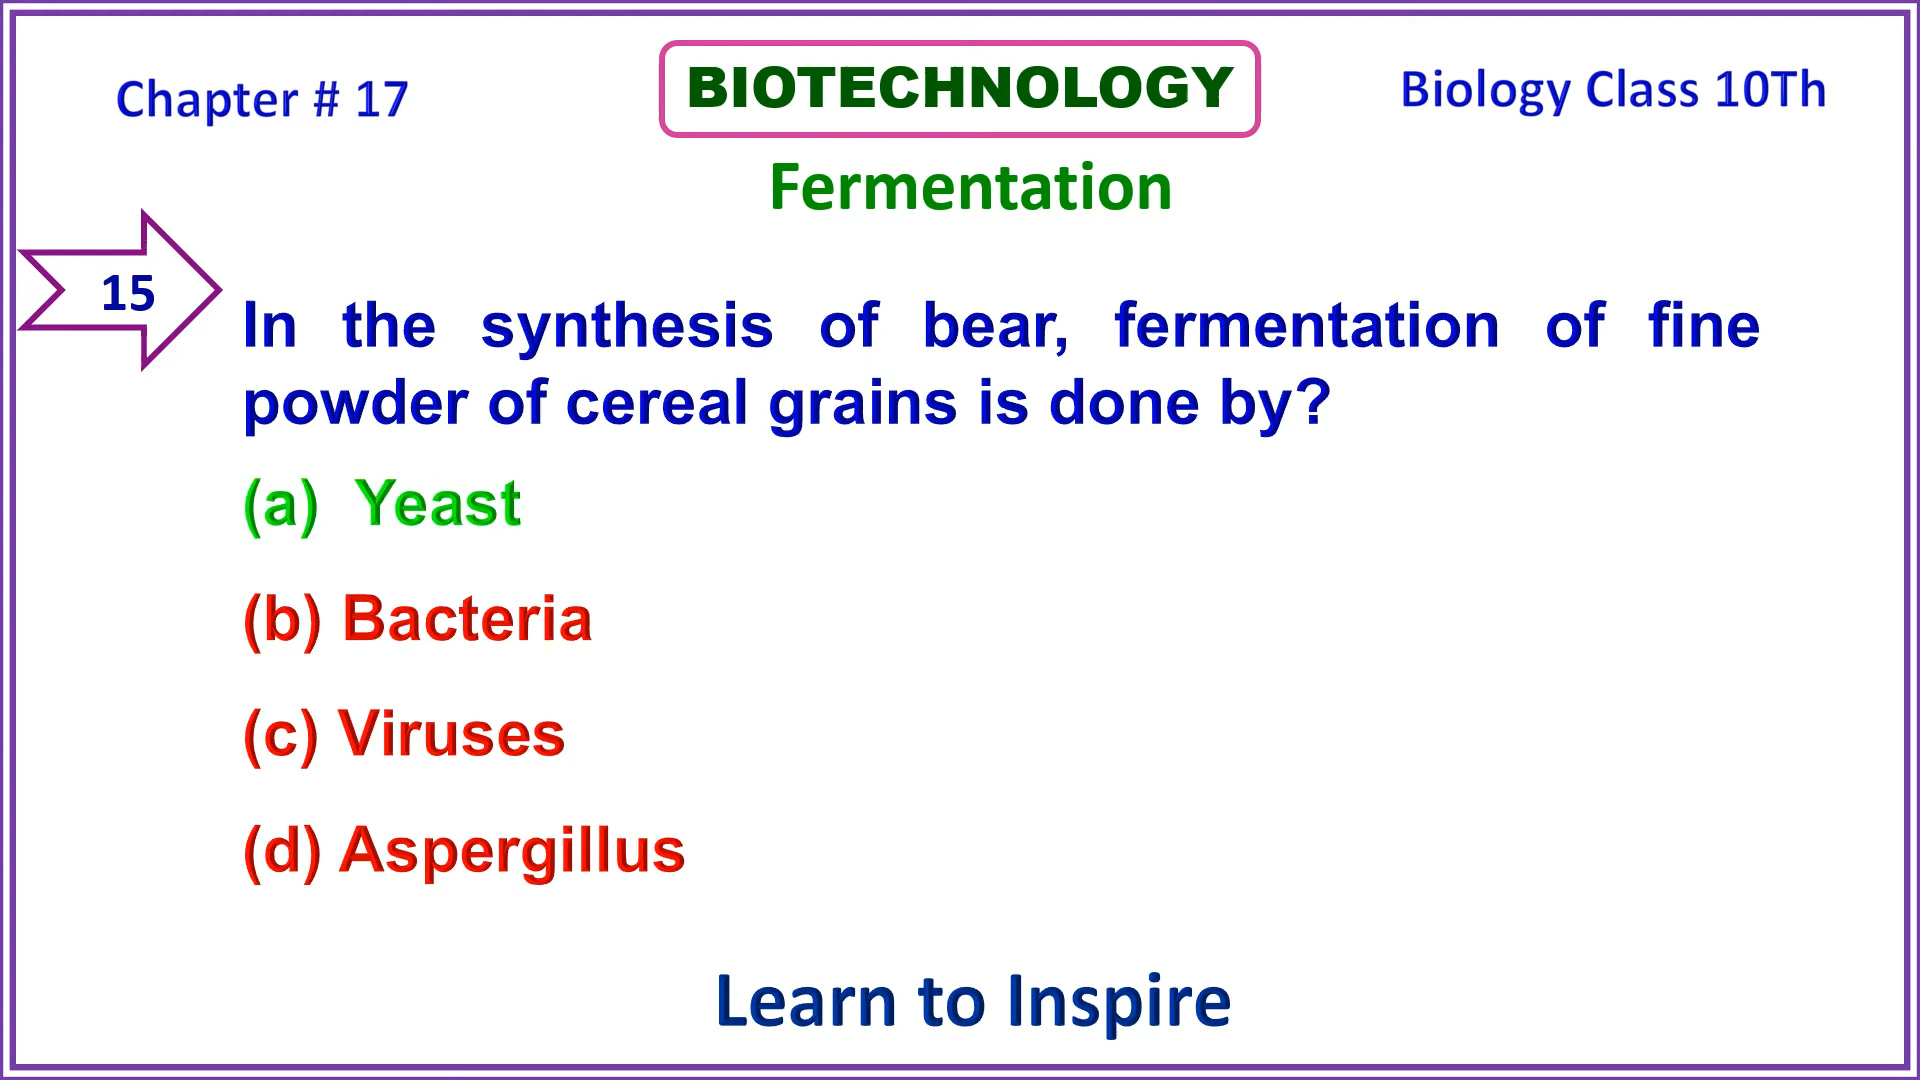 Chapter # 17
BIOTECHNOLOGY
Biology Class 10Th
Fermentation
15
In the synthesis of bear, fermentation of fine
powder of cereal grains is done by?
(a) Yeast
(b) Bacteria
(c) Viruses
(d) Aspergillus
Learn to Inspire